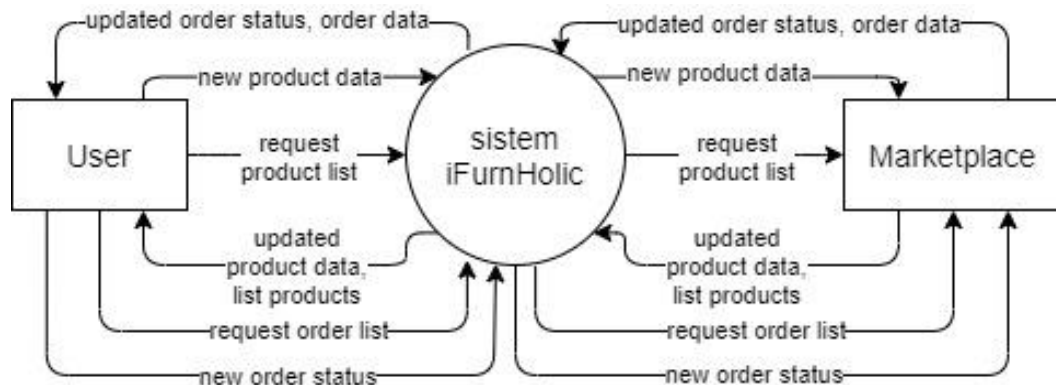 updated order status, order data
updated order status, order data
new product data
new product data
User
request
product list
sistem
iFurnHolic
request
product list
Marketplace
updated
product data,
list products
updated
product data,
list products
request order list
request order list
new order status
new order status